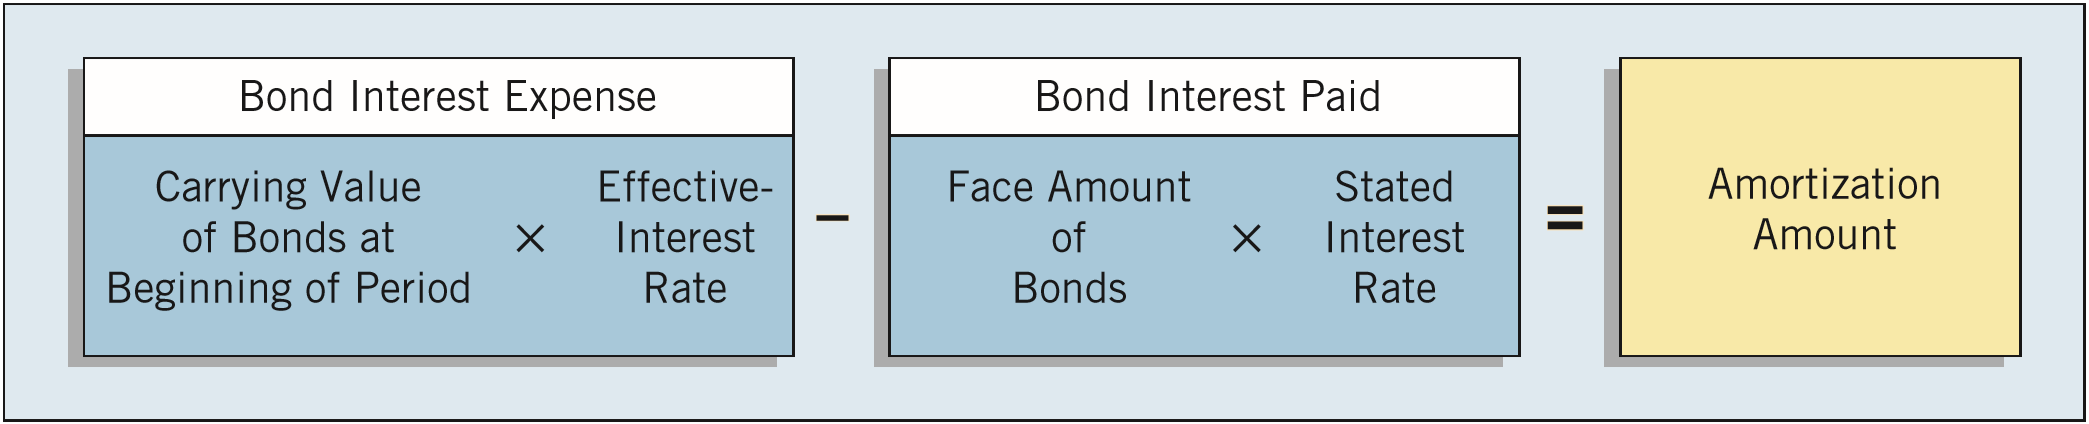 Bond Interest Expense
Carrying Value
of Bonds at
Beginning of Period
×
Effective-
Interest
Rate
–
Bond Interest Paid
Face Amount
of
Bonds
×
Stated
Interest
Rate
=
Amortization
Amount